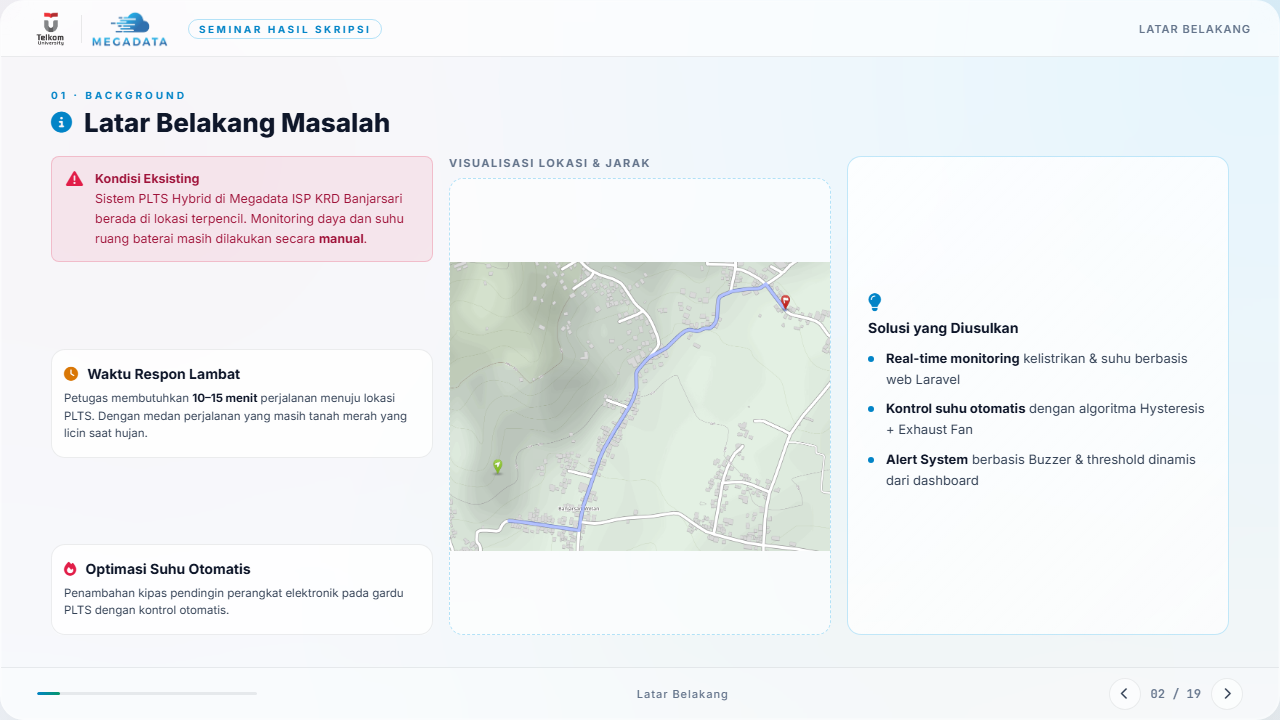 Telkom
University
MEGADATA
SEMINAR HASIL SKRIPSI
LATAR BELAKANG
01 · BACKGROUND
Latar Belakang Masalah
Kondisi Eksisting
Sistem PLTS Hybrid di Megadata ISP KRD Banjarsari
berada di lokasi terpencil. Monitoring daya dan suhu
ruang baterai masih dilakukan secara manual.
Waktu Respon Lambat
Petugas membutuhkan 10–15 menit perjalanan menuju lokasi
PLTS. Dengan medan perjalanan yang masih tanah merah yang
licin saat hujan.
Optimasi Suhu Otomatis
Penambahan kipas pendingin perangkat elektronik pada gardu
PLTS dengan kontrol otomatis.
VISUALISASI LOKASI & JARAK
Solusi yang Diusulkan
Real-time monitoring kelistrikan & suhu berbasis
web Laravel
Kontrol suhu otomatis dengan algoritma Hysteresis
+ Exhaust Fan
Alert System berbasis Buzzer & threshold dinamis
dari dashboard
Latar Belakang
02 / 19